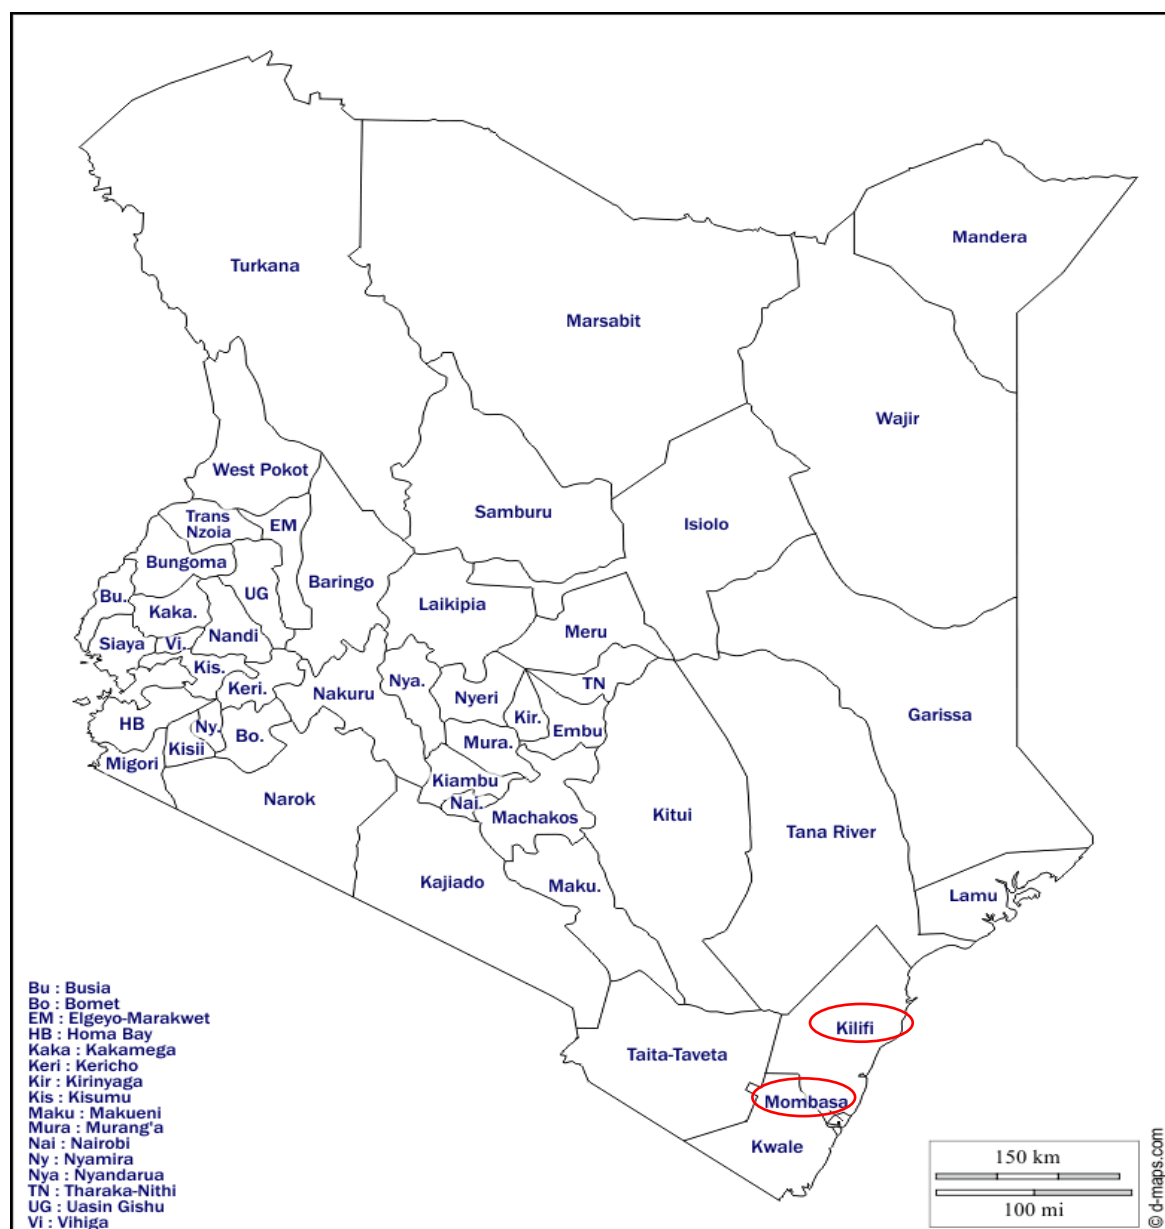 Mandera
Turkana
Marsabit
Wajir
West Pokot
Trans
Nzoia
EM
Samburu
Isiolo
Bungoma
Baringo
UG
Bu.
Kaka.
Laikipia
Meru
Siaya
Vi.
Nandi
Kis.
Keri.
Nakuru
Nya.
Nyeri
TN
Kir.
Garissa
HB
Ny.
Bo.
Embu
Kisii
Mura.
Migori
Kiambu
Narok
Nai.
Machakos
Kitui
Tana River
Kajiado
Maku.
Lamu
Kilifi
Taita-Taveta
Mombasa
Kwale
Bu : Busia
Bo : Bomet
EM : Elgeyo-Marakwet
HB : Homa Bay
Kaka : Kakamega
Keri : Kericho
Kir : Kirinyaga
Kis : Kisumu
Maku : Makueni
Mura : Murang'a
Nai : Nairobi
Ny : Nyamira
Nya : Nyandarua
TN : Tharaka-Nithi
UG : Uasin Gishu
Vi : Vihiga
150 km
100 mi
© d-maps.com